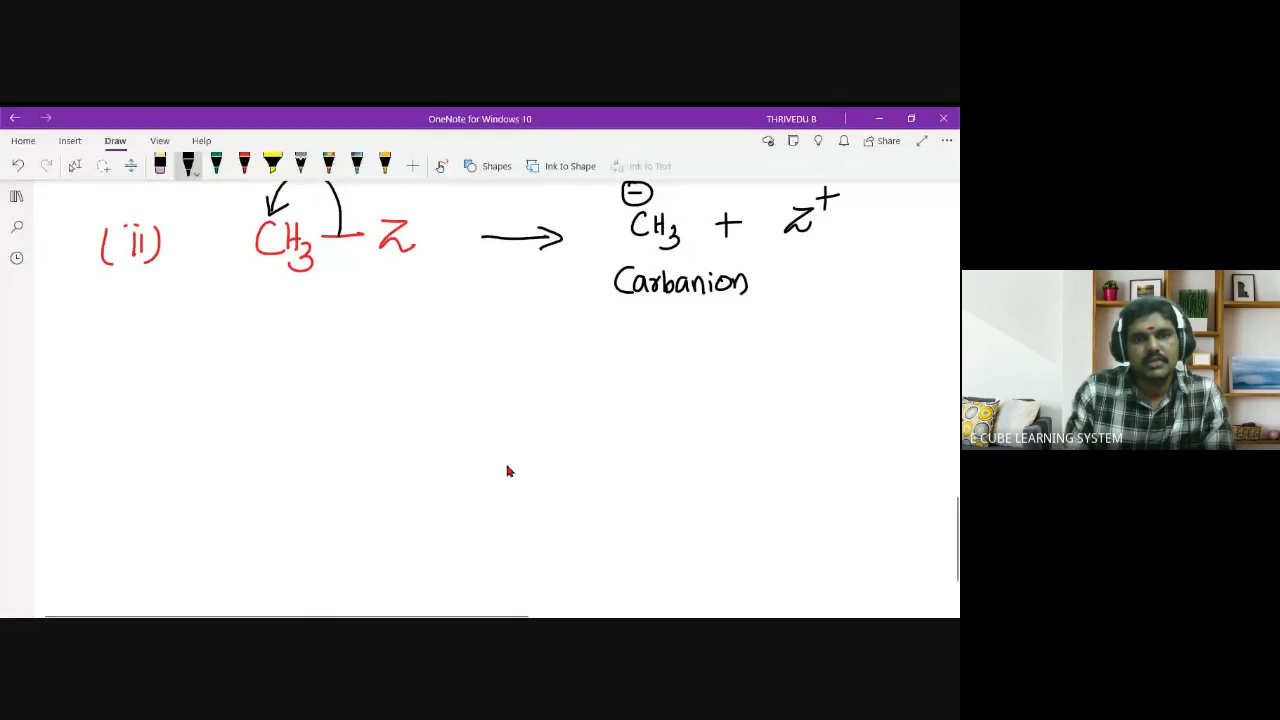 OneNote for Windows 10
THRIVEDU B
Home Insert Draw View Help
Share
Shapes Ink to Shape Ink to Text
(ii) CH₃ — Z ⟶ ⊖CH₃ + Z⁺
Carbanion
E CUBE LEARNING SYSTEM